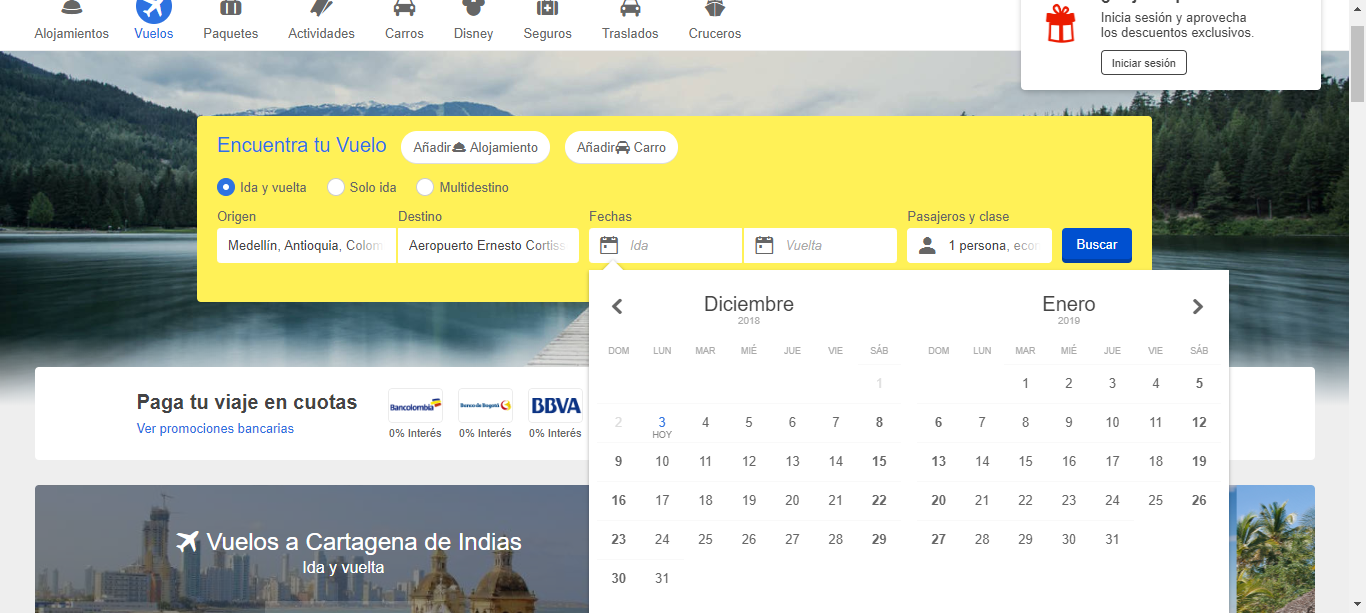 Alojamientos Vuelos Paquetes Actividades Carros Disney Seguros Traslados Cruceros
Inicia sesión y aprovecha
los descuentos exclusivos.
Iniciar sesión
Encuentra tu Vuelo Añadir Alojamiento Añadir Carro
Ida y vuelta Solo ida Multidestino
Origen Destino Fechas Pasajeros y clase
Medellín, Antioquia, Colom Aeropuerto Ernesto Cortiss Ida Vuelta 1 persona, econ Buscar
Diciembre Enero
2018 2019
DOM LUN MAR MIÉ JUE VIE SÁB DOM LUN MAR MIÉ JUE VIE SÁB
1 1 2 3 4 5
2 3 4 5 6 7 8 6 7 8 9 10 11 12
HOY
9 10 11 12 13 14 15 13 14 15 16 17 18 19
16 17 18 19 20 21 22 20 21 22 23 24 25 26
23 24 25 26 27 28 29 27 28 29 30 31
30 31
Paga tu viaje en cuotas
Ver promociones bancarias
Bancolombia Banco de Bogotá BBVA
0% Interés 0% Interés 0% Interés
Vuelos a Cartagena de Indias
Ida y vuelta